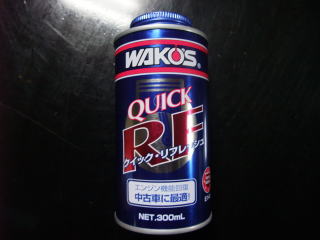 WAKO'S®
QUICK
RF
クイック・リフレッシュ
エンジン機能回復
中古車に最適!
NET.300mL